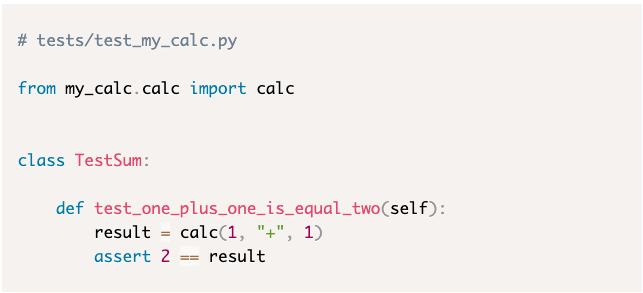 # tests/test_my_calc.py
from my_calc.calc import calc
class TestSum:
    def test_one_plus_one_is_equal_two(self):
        result = calc(1, "+", 1)
        assert 2 == result